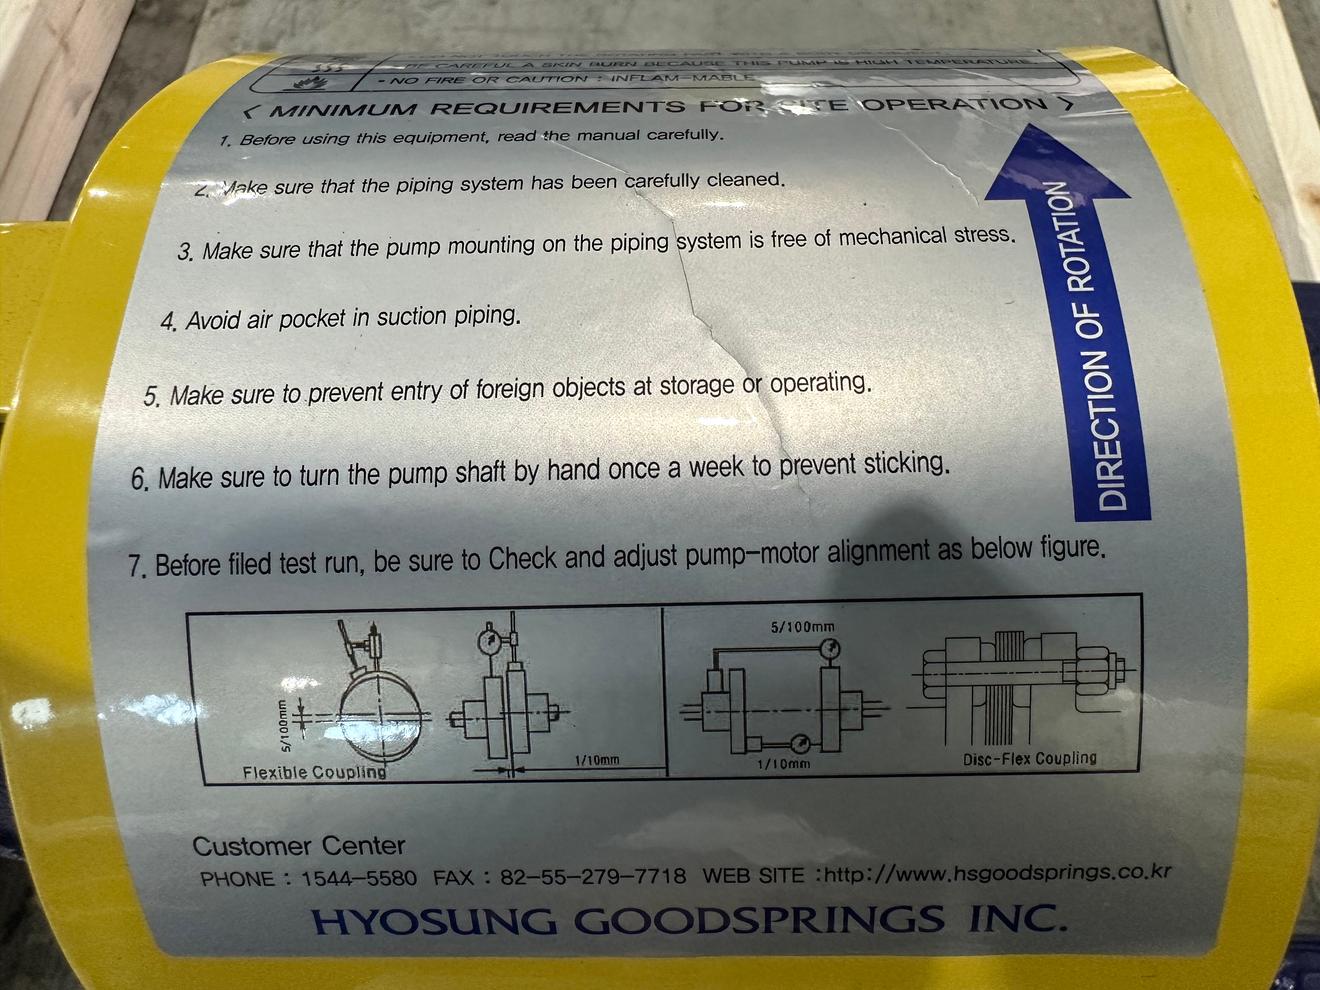 BE CAREFUL A SKIN BURN BECAUSE THIS PUMP IS HIGH TEMPERATURE.
- NO FIRE OR CAUTION : INFLAM-MABLE
< MINIMUM REQUIREMENTS FOR SITE OPERATION >
1. Before using this equipment, read the manual carefully.
2. Make sure that the piping system has been carefully cleaned.
3. Make sure that the pump mounting on the piping system is free of mechanical stress.
4. Avoid air pocket in suction piping.
5. Make sure to prevent entry of foreign objects at storage or operating.
6. Make sure to turn the pump shaft by hand once a week to prevent sticking.
DIRECTION OF ROTATION
7. Before filed test run, be sure to Check and adjust pump-motor alignment as below figure.
5/100mm
1/10mm
Flexible Coupling
5/100mm
1/10mm
Disc-Flex Coupling
Customer Center
PHONE : 1544-5580 FAX : 82-55-279-7718 WEB SITE :http://www.hsgoodsprings.co.kr
HYOSUNG GOODSPRINGS INC.